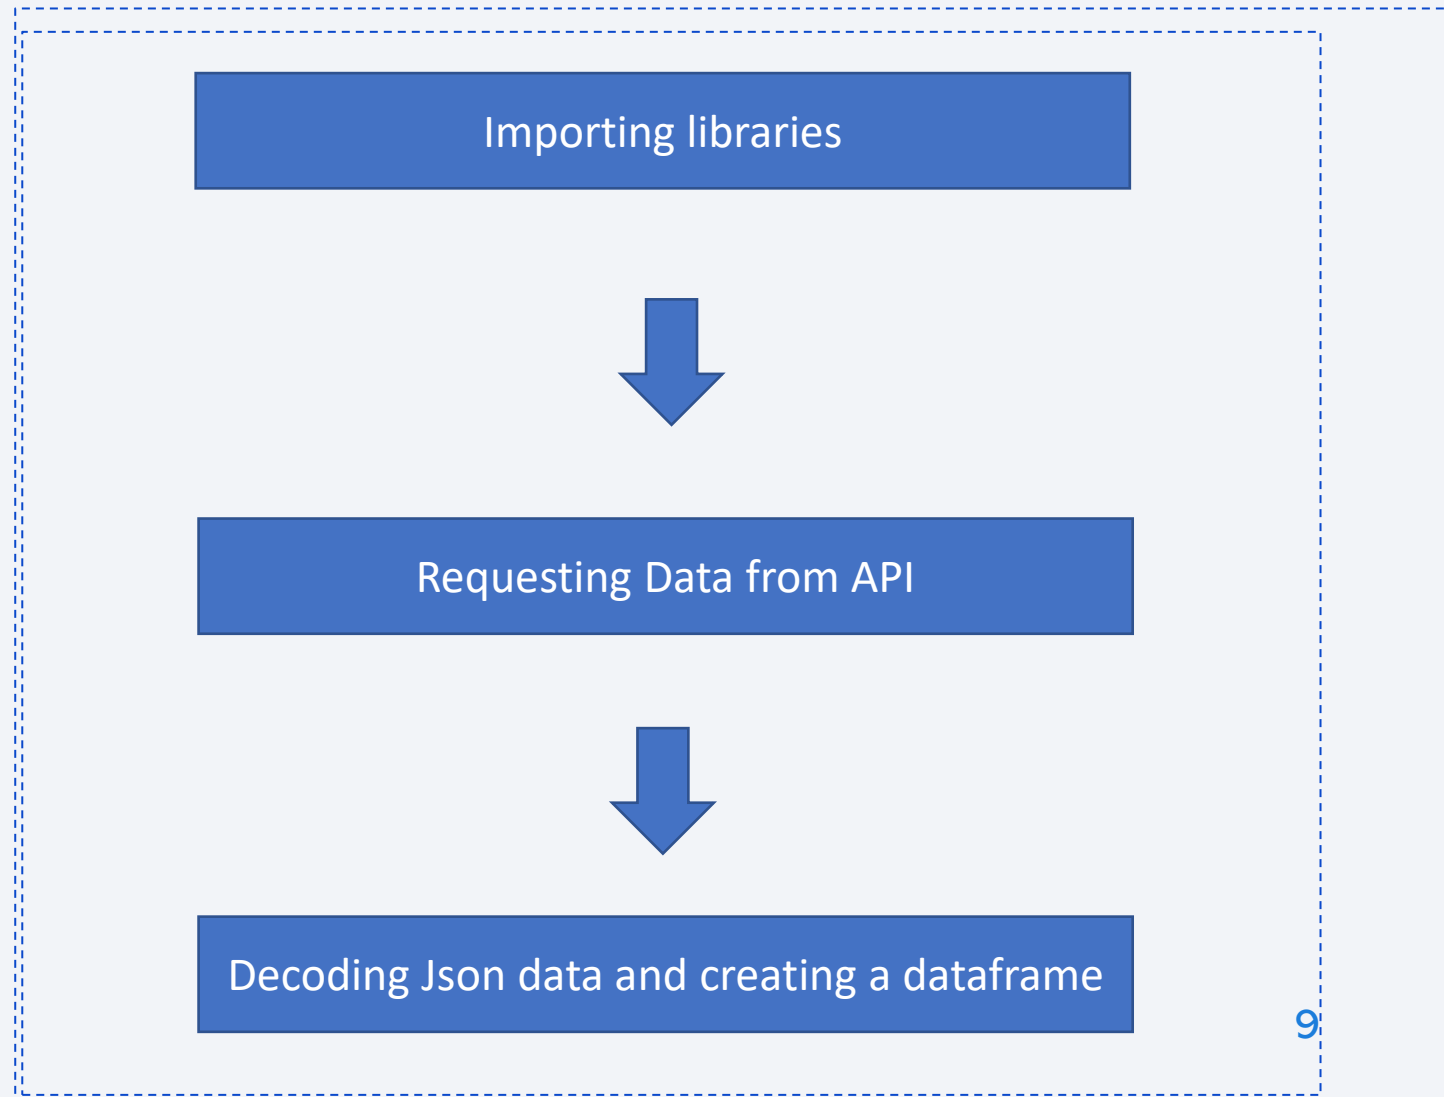 Importing libraries
Requesting Data from API
Decoding Json data and creating a dataframe
9